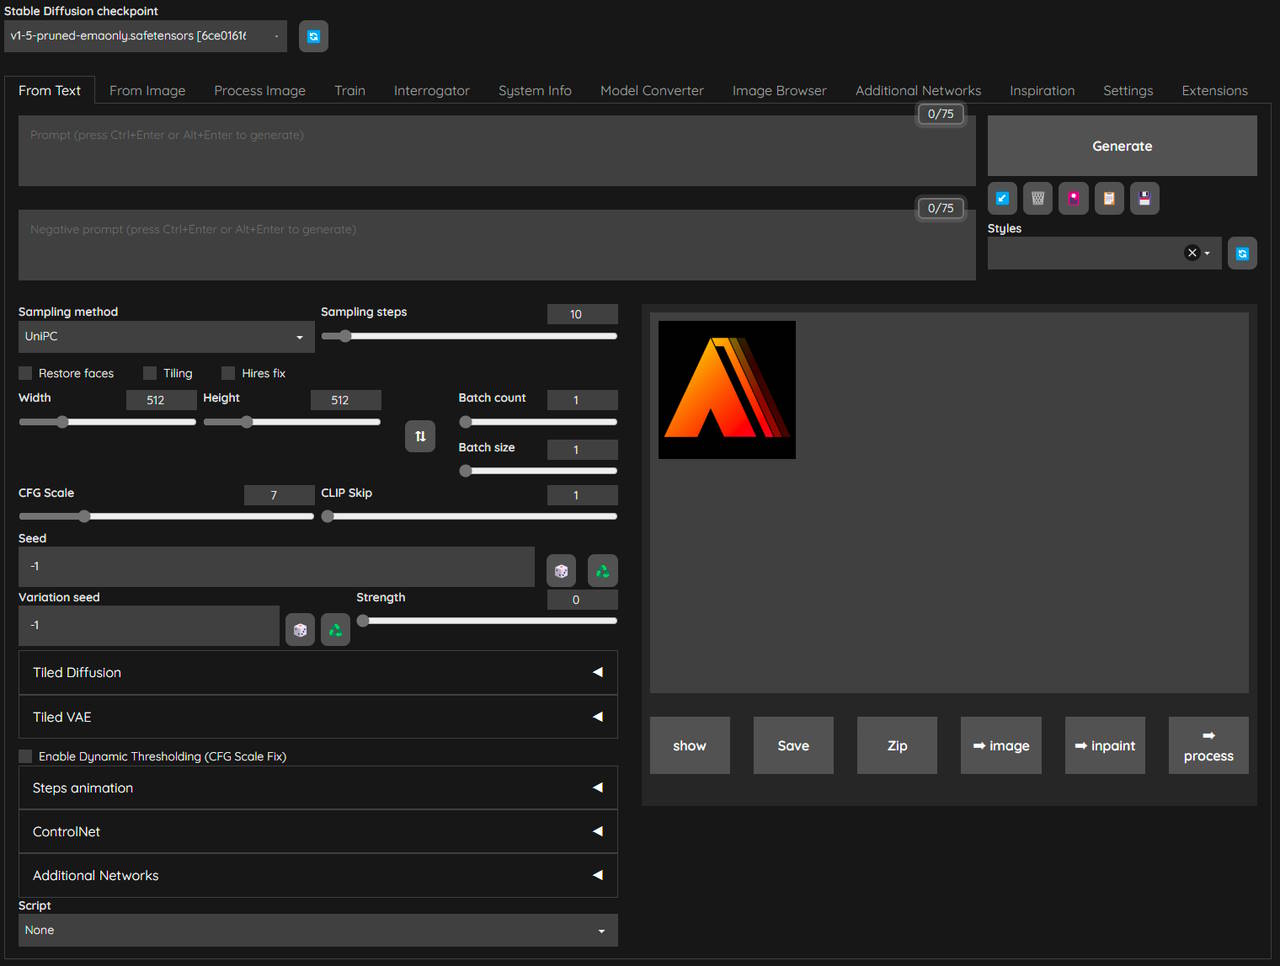 Stable Diffusion checkpoint
v1-5-pruned-emaonly.safetensors [6ce0161
From Text From Image Process Image Train Interrogator System Info Model Converter Image Browser Additional Networks Inspiration Settings Extensions
0/75
Prompt (press Ctrl+Enter or Alt+Enter to generate)
Generate
0/75
Negative prompt (press Ctrl+Enter or Alt+Enter to generate)
Styles
Sampling method
UniPC
Sampling steps
10
Restore faces
Tiling
Hires fix
Width
512
Height
512
Batch count
1
Batch size
1
CFG Scale
7
CLIP Skip
1
Seed
-1
Variation seed
-1
Strength
0
Tiled Diffusion
Tiled VAE
Enable Dynamic Thresholding (CFG Scale Fix)
Steps animation
ControlNet
Additional Networks
Script
None
show
Save
Zip
➡ image
➡ inpaint
➡
process